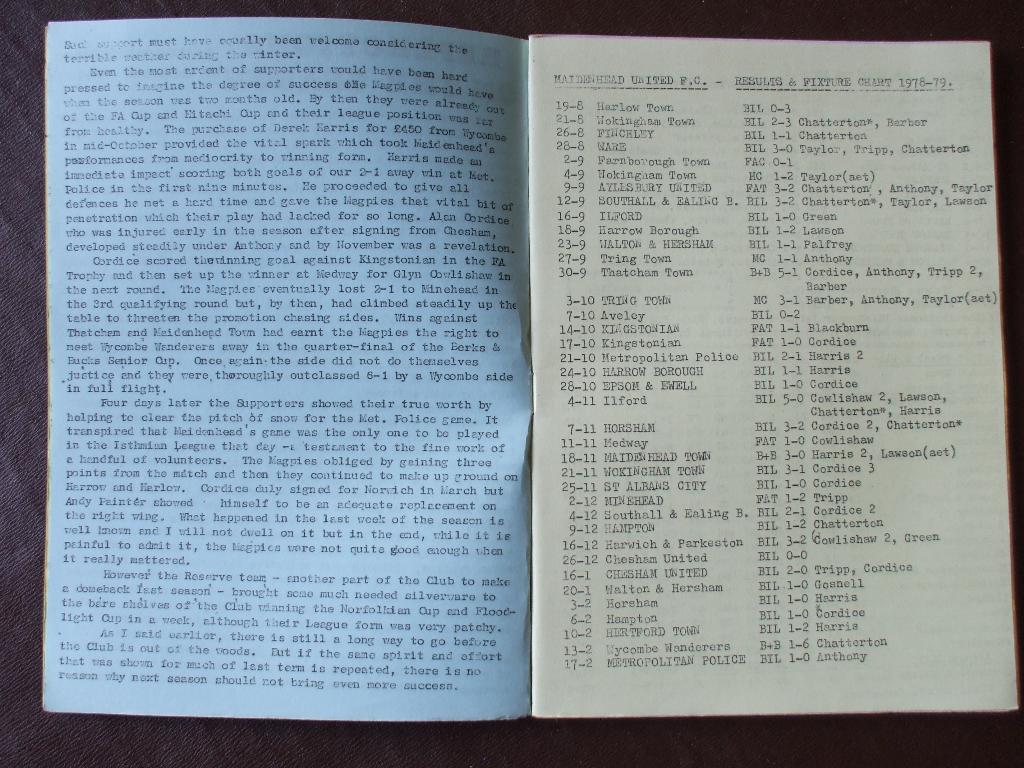 Such support must have equally been welcome considering the
terrible weather during the winter.
Even the most ardent of supporters would have been hard
pressed to imagine the degree of success the Magpies would have
when the season was two months old. By then they were already out
of the FA Cup and Hitachi Cup and their league position was far
from healthy. The purchase of Derek Harris for £450 from Wycombe
in mid-October provided the vital spark which took Maidenhead's
performances from mediocrity to winning form. Harris made an
immediate impact scoring both goals of our 2-1 away win at Met.
Police in the first nine minutes. He proceeded to give all
defences he met a hard time and gave the Magpies that vital bit of
penetration which their play had lacked for so long. Alan Cordice
who was injured early in the season after signing from Chesham,
developed steadily under Anthony and by November was a revelation.
Cordice scored thewinning goal against Kingstonian in the FA
Trophy and then set up the winner at Medway for Glyn Cowlishaw in
the next round. The Magpies eventually lost 2-1 to Minehead in
the 3rd qualifying round but, by then, had climbed steadily up the
table to threaten the promotion chasing sides. Wins against
Thatcham and Maidenhead Town had earnt the Magpies the right to
meet Wycombe Wanderers away in the quarter-final of the Berks &
Bucks Senior Cup. Once again the side did not do themselves
justice and they were thoroughly outclassed 6-1 by a Wycombe side
in full flight.
Four days later the Supporters showed their true worth by
helping to clear the pitch of snow for the Met. Police game. It
transpired that Maidenhead's game was the only one to be played
in the Isthmian League that day - a testament to the fine work of
a handful of volunteers. The Magpies obliged by gaining three
points from the match and then they continued to make up ground on
Harrow and Harlow. Cordice duly signed for Norwich in March but
Andy Painter showed himself to be an adequate replacement on
the right wing. What happened in the last week of the season is
well known and I will not dwell on it but in the end, while it is
painful to admit it, the Magpies were not quite good enough when
it really mattered.
However the Reserve team - another part of the Club to make
a comeback last season - brought some much needed silverware to
the bare shelves of the Club winning the Norfolkian Cup and Flood-
light Cup in a week, although their League form was very patchy.
As I said earlier, there is still a long way to go before
the Club is out of the woods. But if the same spirit and effort
that was shown for much of last term is repeated, there is no
reason why next season should not bring even more success.
MAIDENHEAD UNITED F.C. - RESULTS & FIXTURE CHART 1978-79.
19-8 Harlow Town BIL 0-3
21-8 Wokingham Town BIL 2-3 Chatterton*, Barber
26-8 FINCHLEY BIL 1-1 Chatterton
28-8 WARE BIL 3-0 Taylor, Tripp, Chatterton
2-9 Farnborough Town FAC 0-1
4-9 Wokingham Town HC 1-2 Taylor(aet)
9-9 AYLESBURY UNITED FAT 3-2 Chatterton , Anthony, Taylor
12-9 SOUTHALL & EALING B. BIL 3-2 Chatterton*, Taylor, Lawson
16-9 ILFORD BIL 1-0 Green
18-9 Harrow Borough BIL 1-2 Lawson
23-9 WALTON & HERSHAM BIL 1-1 Palfrey
27-9 Tring Town MC 1-1 Anthony
30-9 Thatcham Town B+B 5-1 Cordice, Anthony, Tripp 2,
Barber
3-10 TRING TOWN MC 3-1 Barber, Anthony, Taylor(aet)
7-10 Aveley BIL 0-2
14-10 KINGSTONIAN FAT 1-1 Blackburn
17-10 Kingstonian FAT 1-0 Cordice
21-10 Metropolitan Police BIL 2-1 Harris 2
24-10 HARROW BOROUGH BIL 1-1 Harris
28-10 EPSOM & EWELL BIL 1-0 Cordice
4-11 Ilford BIL 5-0 Cowlishaw 2, Lawson,
Chatterton*, Harris
7-11 HORSHAM BIL 3-2 Cordice 2, Chatterton*
11-11 Medway FAT 1-0 Cowlishaw
18-11 MAIDENHEAD TOWN B+B 3-0 Harris 2, Lawson(aet)
21-11 WOKINGHAM TOWN BIL 3-1 Cordice 3
25-11 ST ALBANS CITY BIL 1-0 Cordice
2-12 MINEHEAD FAT 1-2 Tripp
4-12 Southall & Ealing B. BIL 2-1 Cordice 2
9-12 HAMPTON BIL 1-2 Chatterton
16-12 Harwich & Parkeston BIL 3-2 Cowlishaw 2, Green
26-12 Chesham United BIL 0-0
16-1 CHESHAM UNITED BIL 2-0 Tripp, Cordice
20-1 Walton & Hersham BIL 1-0 Gosnell
3-2 Horsham BIL 1-0 Harris
6-2 Hampton BIL 1-0 Cordice
10-2 HERTFORD TOWN BIL 1-2 Harris
13-2 Wycombe Wanderers B+B 1-6 Chatterton
17-2 METROPOLITAN POLICE BIL 1-0 Anthony